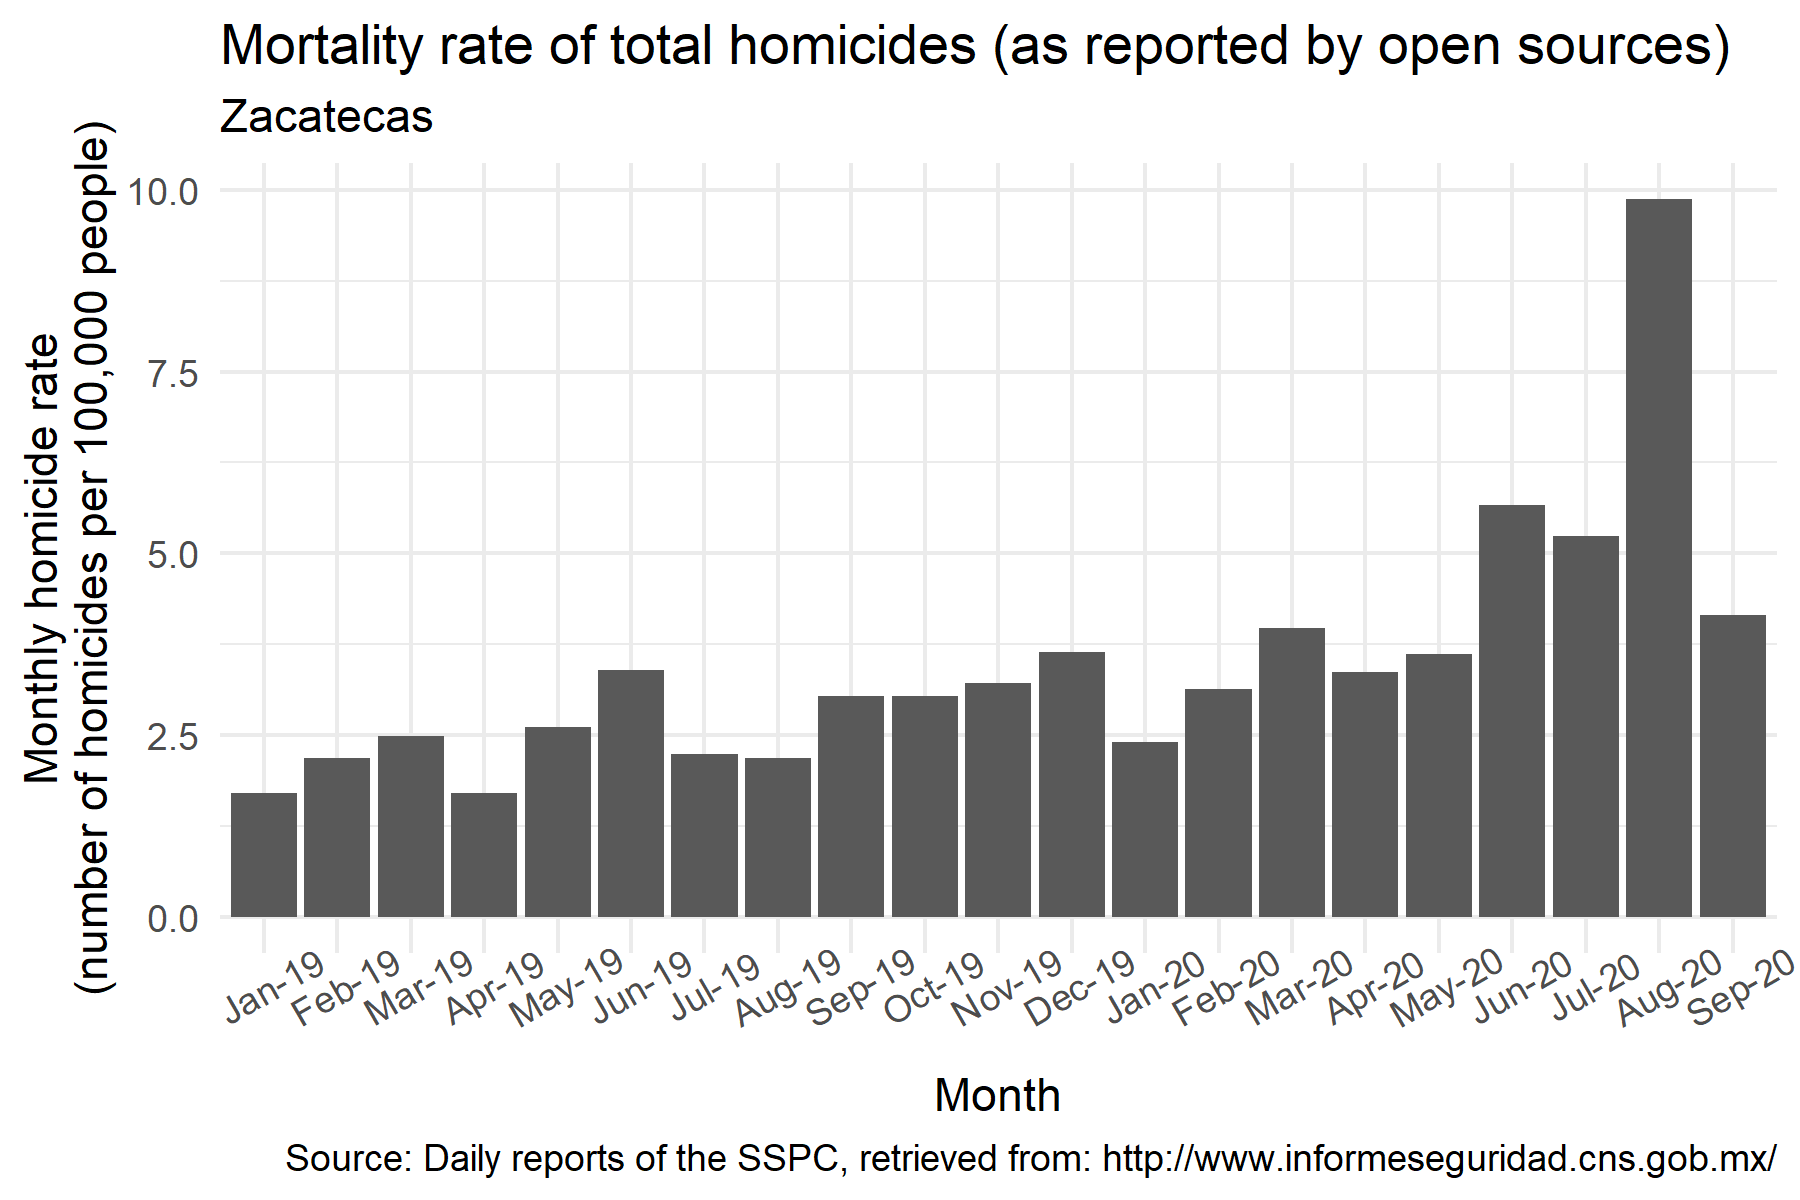 Mortality rate of total homicides (as reported by open sources)
Zacatecas
Monthly homicide rate
(number of homicides per 100,000 people)
10.0
7.5
5.0
2.5
0.0
Jan-19
Feb-19
Mar-19
Apr-19
May-19
Jun-19
Jul-19
Aug-19
Sep-19
Oct-19
Nov-19
Dec-19
Jan-20
Feb-20
Mar-20
Apr-20
May-20
Jun-20
Jul-20
Aug-20
Sep-20
Month
Source: Daily reports of the SSPC, retrieved from: http://www.informeseguridad.cns.gob.mx/